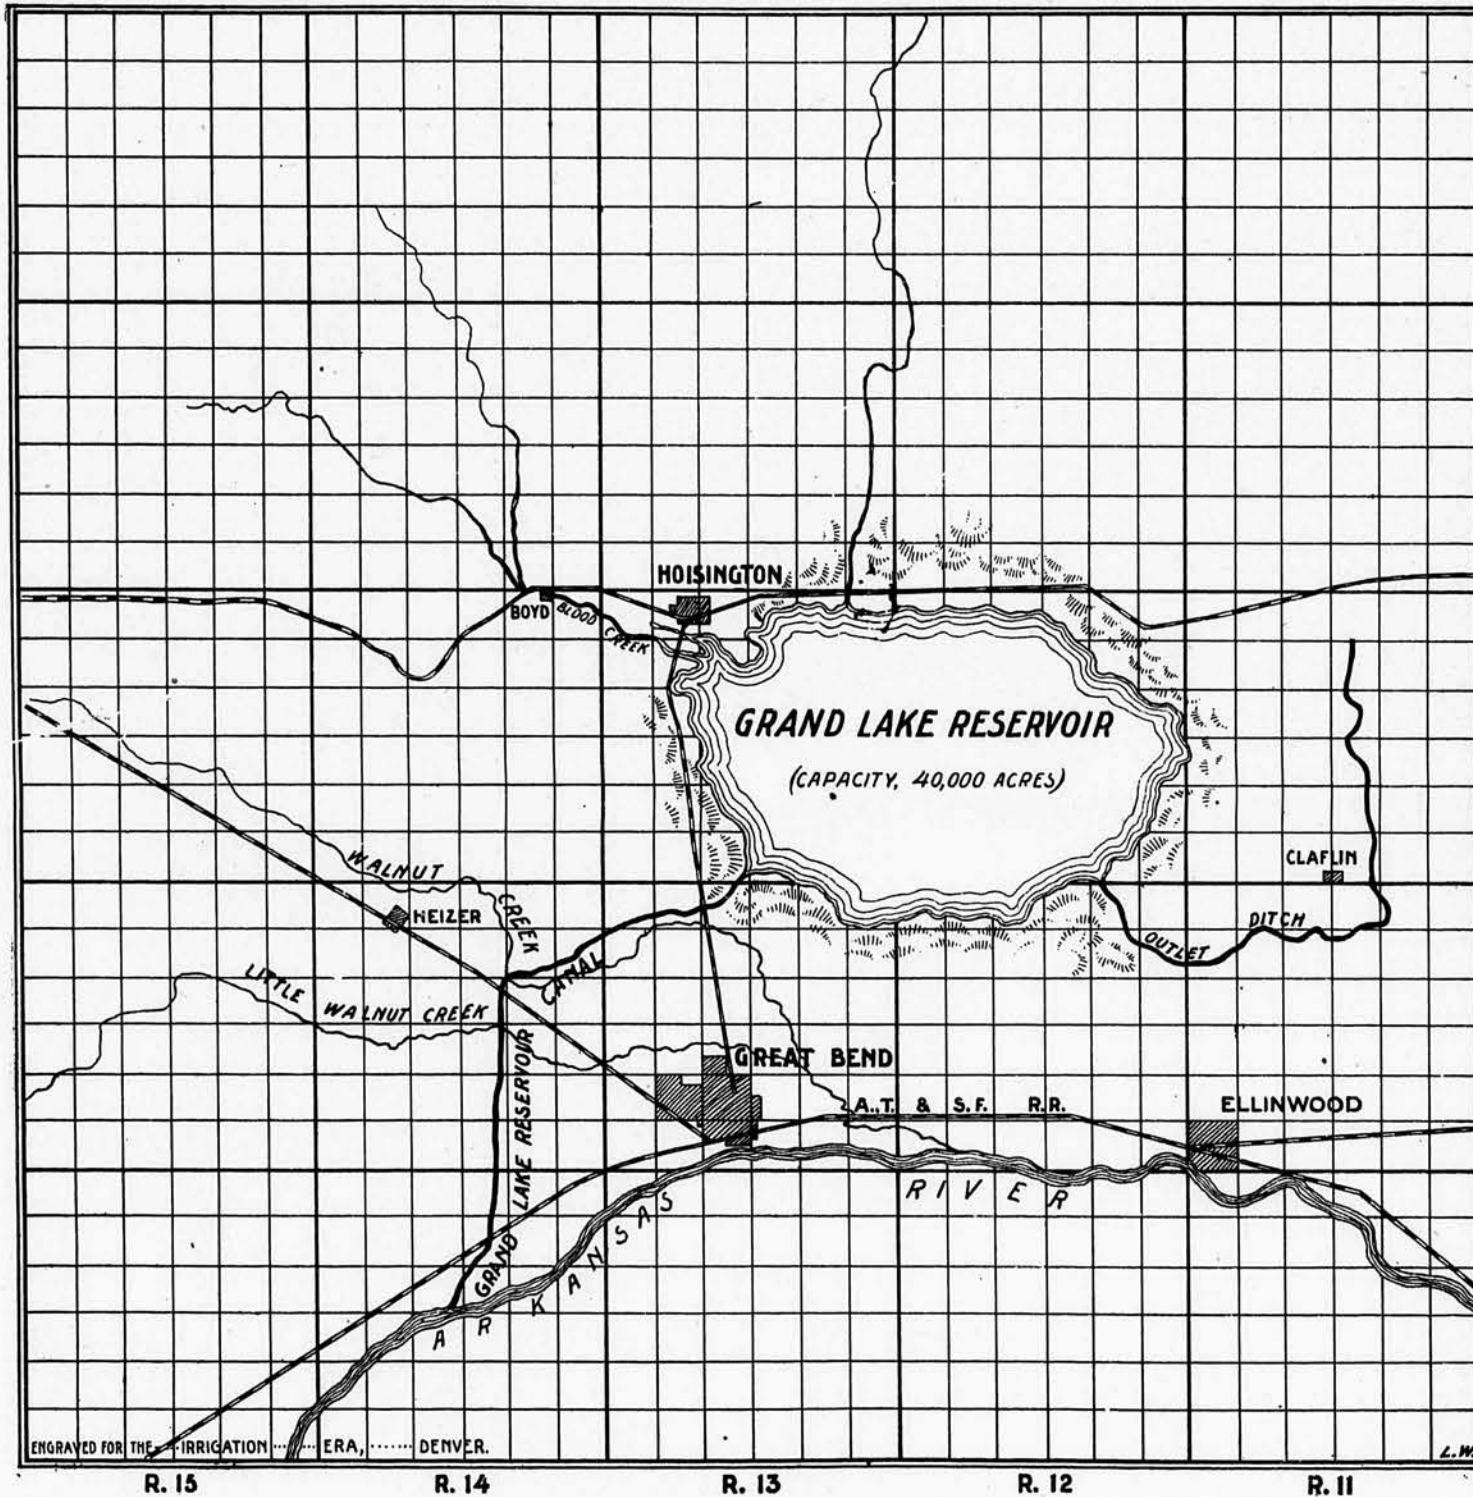 HOISINGTON
BOYD
BLOOD CREEK
GRAND LAKE RESERVOIR
(CAPACITY, 40,000 ACRES)
CLAFLIN
WALNUT CREEK
HEIZER
OUTLET DITCH
LITTLE WALNUT CREEK
GRAND LAKE RESERVOIR CANAL
GREAT BEND
A.,T. & S.F. R.R.
ELLINWOOD
ARKANSAS RIVER
ENGRAVED FOR THE IRRIGATION ERA, DENVER.
L.W.
R. 15 R. 14 R. 13 R. 12 R. 11